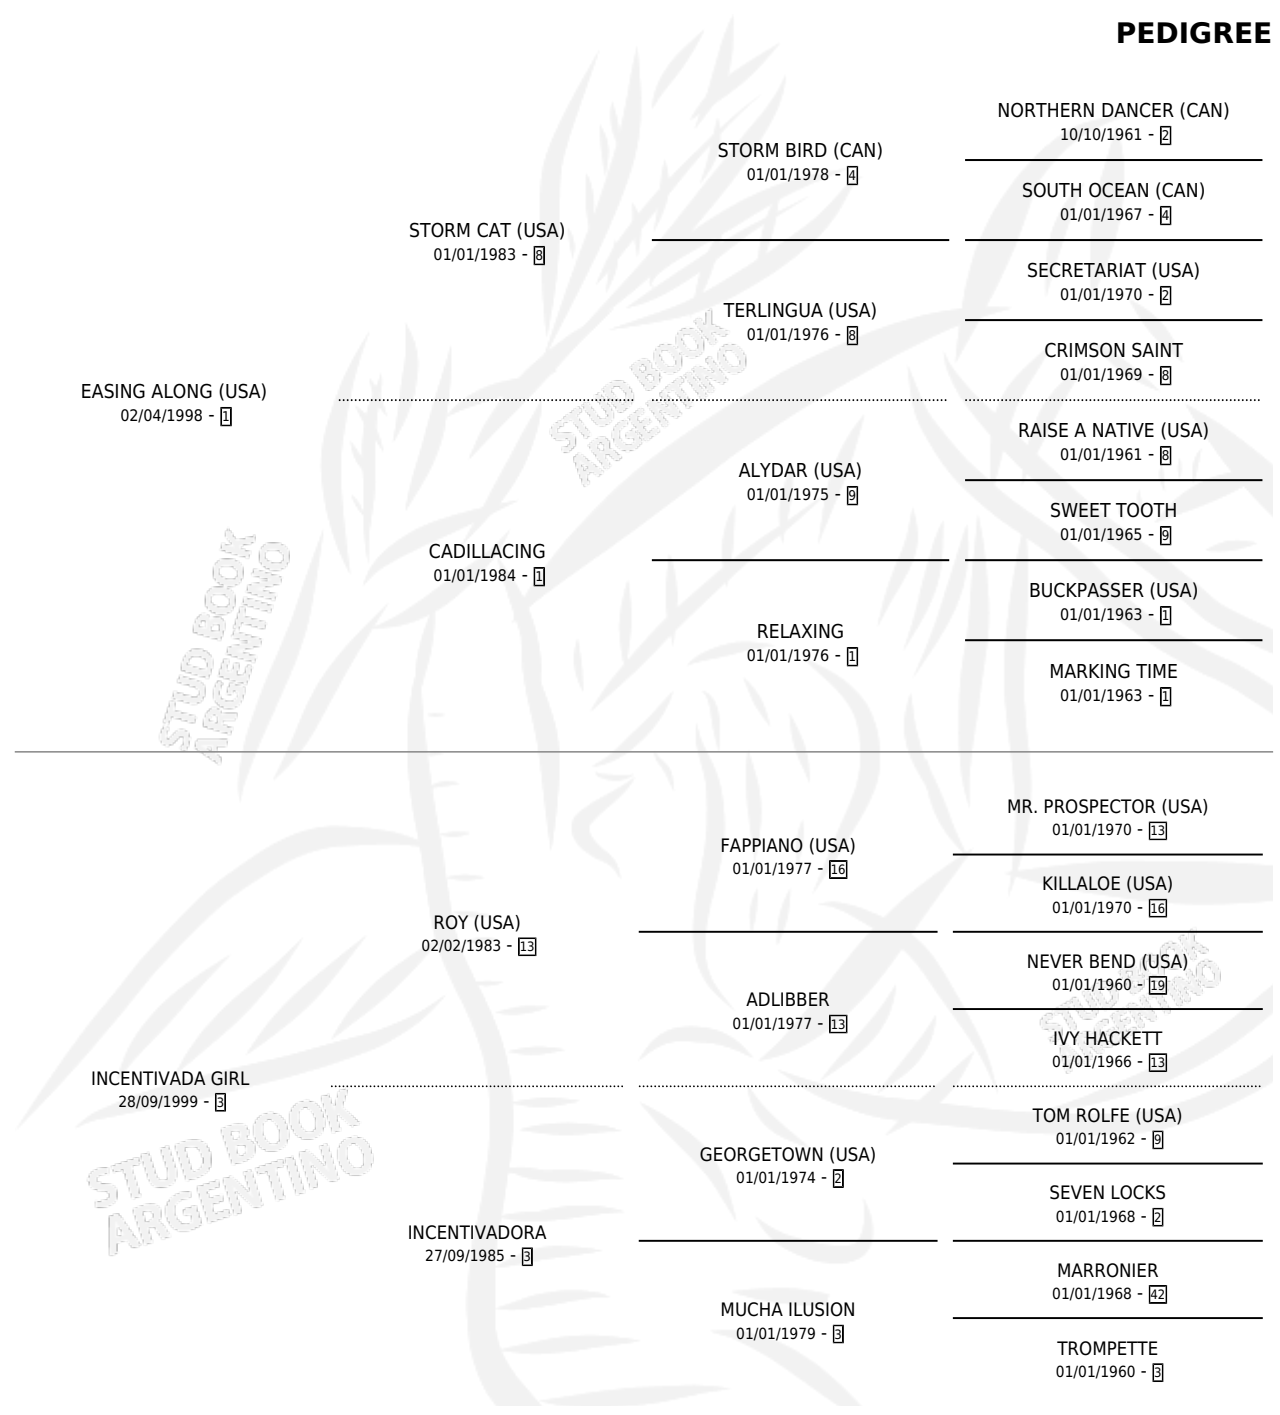 PEDIGREE
NORTHERN DANCER (CAN)
10/10/1961 - 2
STORM BIRD (CAN)
01/01/1978 - 4
SOUTH OCEAN (CAN)
01/01/1967 - 4
STORM CAT (USA)
01/01/1983 - 8
SECRETARIAT (USA)
01/01/1970 - 2
TERLINGUA (USA)
01/01/1976 - 8
CRIMSON SAINT
01/01/1969 - 8
EASING ALONG (USA)
02/04/1998 - 1
RAISE A NATIVE (USA)
01/01/1961 - 8
ALYDAR (USA)
01/01/1975 - 9
SWEET TOOTH
01/01/1965 - 9
CADILLACING
01/01/1984 - 1
BUCKPASSER (USA)
01/01/1963 - 1
RELAXING
01/01/1976 - 1
MARKING TIME
01/01/1963 - 1
MR. PROSPECTOR (USA)
01/01/1970 - 13
FAPPIANO (USA)
01/01/1977 - 16
KILLALOE (USA)
01/01/1970 - 16
ROY (USA)
02/02/1983 - 13
NEVER BEND (USA)
01/01/1960 - 19
ADLIBBER
01/01/1977 - 13
IVY HACKETT
01/01/1966 - 13
INCENTIVADA GIRL
28/09/1999 - 3
TOM ROLFE (USA)
01/01/1962 - 9
GEORGETOWN (USA)
01/01/1974 - 2
SEVEN LOCKS
01/01/1968 - 2
INCENTIVADORA
27/09/1985 - 3
MARRONIER
01/01/1968 - 42
MUCHA ILUSION
01/01/1979 - 3
TROMPETTE
01/01/1960 - 3
STUD BOOK
ARGENTINO
STUD BOOK
ARGENTINO
STUD BOOK
ARGENTINO
STUD BOOK
ARGENTINO